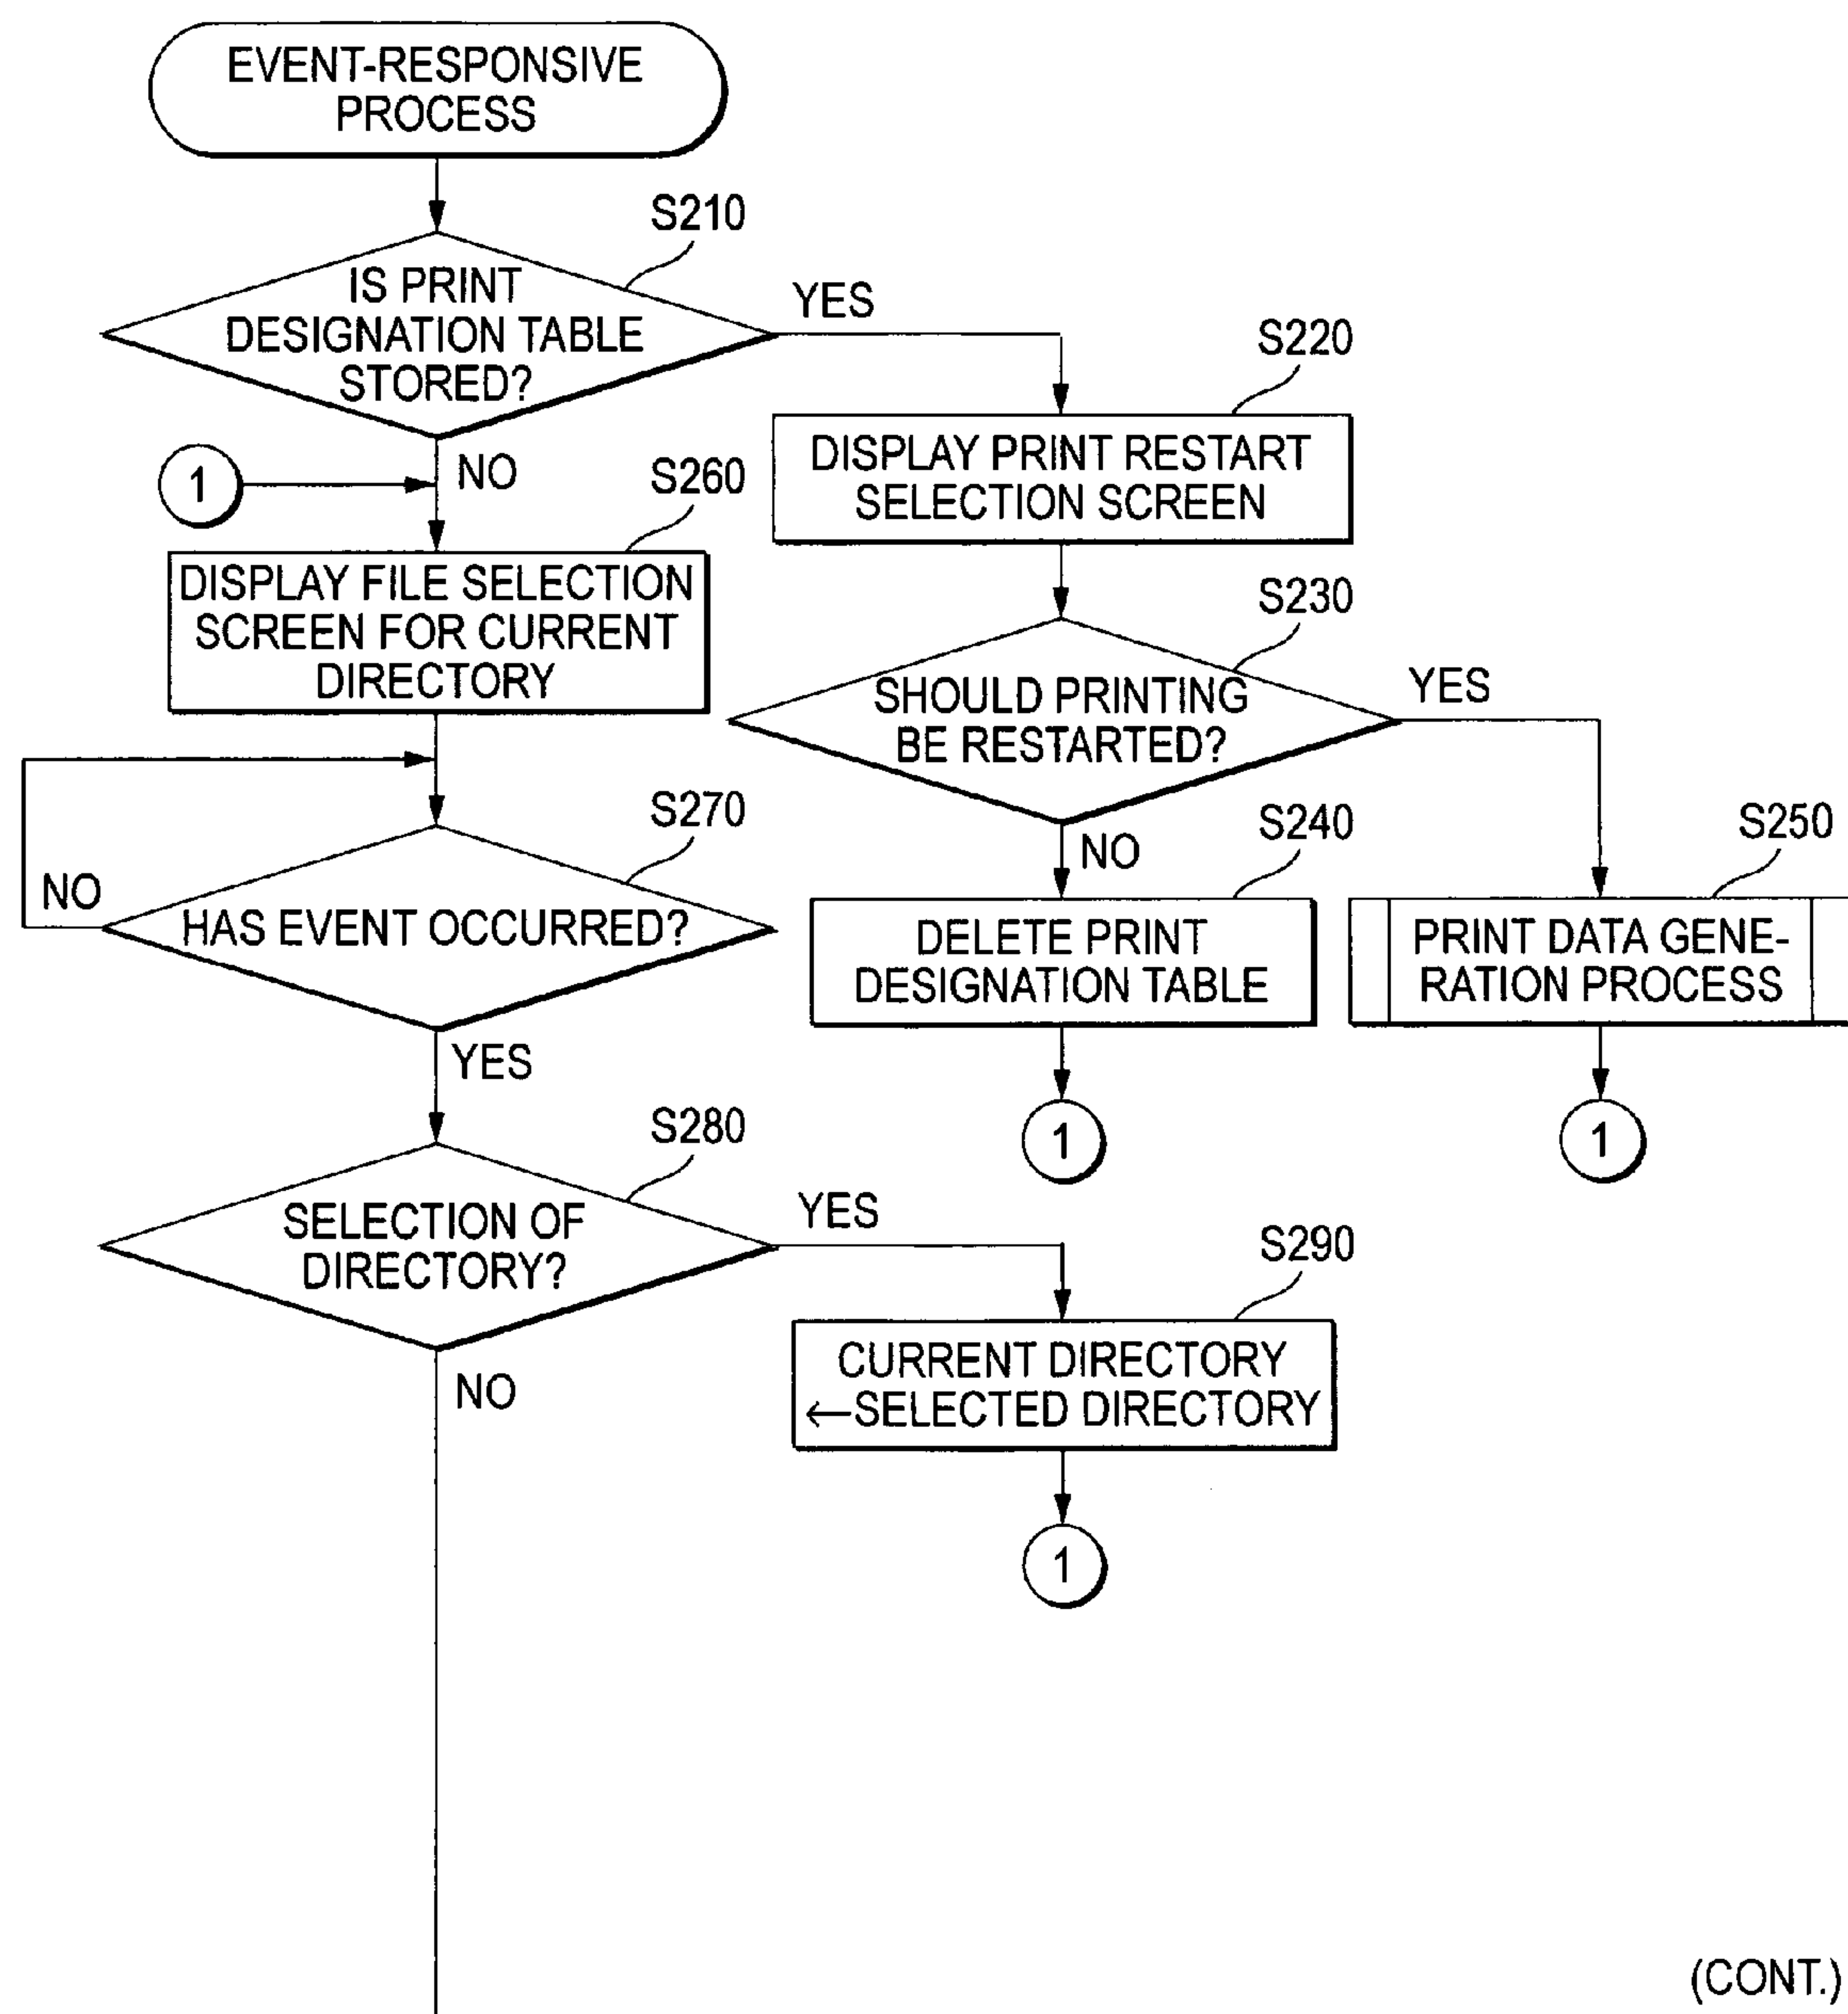 EVENT-RESPONSIVE
PROCESS
S210
IS PRINT
DESIGNATION TABLE
STORED?
YES
S220
DISPLAY PRINT RESTART
SELECTION SCREEN
1
NO
S260
DISPLAY FILE SELECTION
SCREEN FOR CURRENT
DIRECTORY
S230
SHOULD PRINTING
BE RESTARTED?
YES
S270
HAS EVENT OCCURRED?
NO
YES
NO
S240
DELETE PRINT
DESIGNATION TABLE
1
S250
PRINT DATA GENE-
RATION PROCESS
1
S280
SELECTION OF
DIRECTORY?
YES
NO
S290
CURRENT DIRECTORY
←SELECTED DIRECTORY
1
(CONT.)